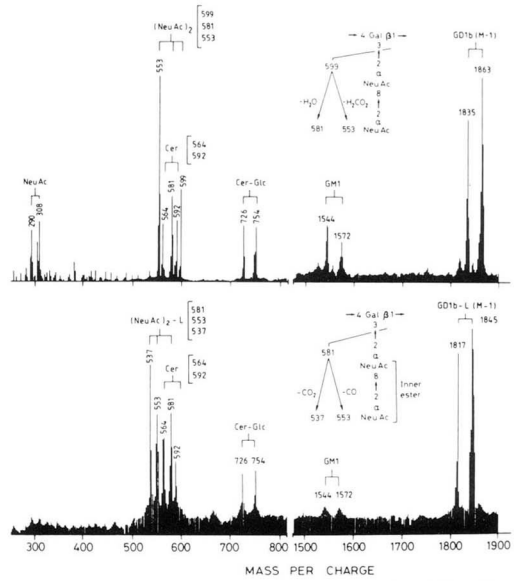 (NeuAc)₂ [ 599
581
553
553
NeuAc
290
308
Cer [ 564
592
564
581
592
599
Cer-Glc
726 754
→ 4 Gal β1 →
3
2
α
NeuAc
8
2
α
NeuAc
599
-H₂O -H₂CO₂
581 553
GM1
1544
1572
GD1b (M-1)
1835
1863
(NeuAc)₂-L [ 581
553
537
537
Cer [ 564
592
553
564
581
592
Cer-Glc
726 754
→ 4 Gal β1 →
3
2
α
NeuAc
8
2
α
NeuAc
Inner
ester
581
-CO₂ -CO
537 553
GM1
1544 1572
GD1b-L (M-1)
1845
1817
300 400 500 600 700 800 1500 1600 1700 1800 1900
MASS PER CHARGE